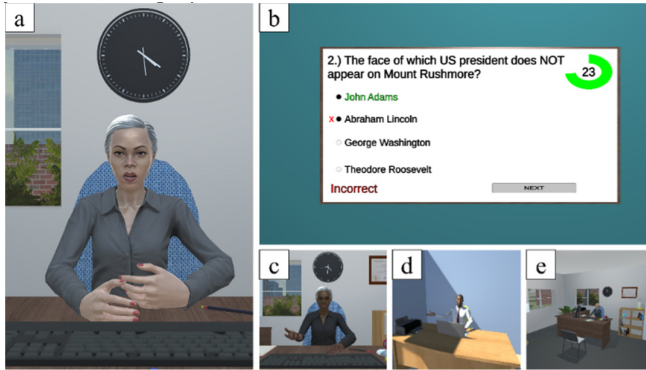 a
b
2.) The face of which US president does NOT
appear on Mount Rushmore?
23
John Adams
x Abraham Lincoln
George Washington
Theodore Roosevelt
Incorrect
NEXT
c
d
e